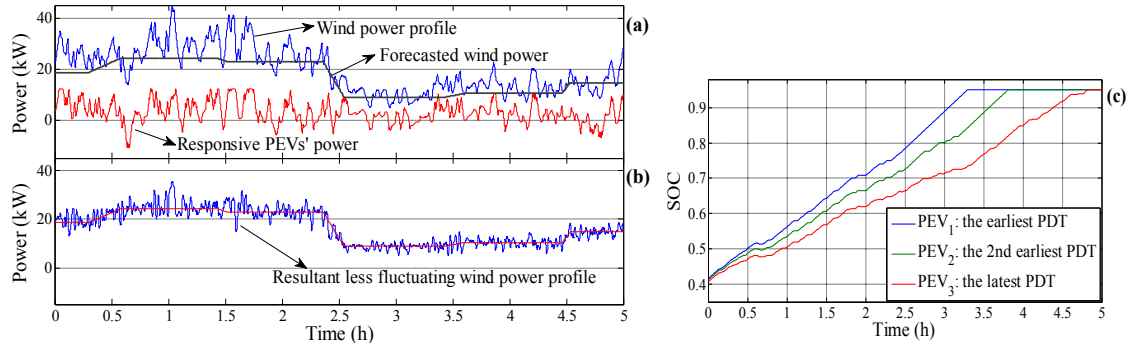 40
20
0
Power (kW)
(a)
Wind power profile
Forecasted wind power
Responsive PEVs' power
40
20
0
Power (kW)
(b)
Resultant less fluctuating wind power profile
0 0.5 1 1.5 2 2.5 3 3.5 4 4.5 5
Time (h)
0.9
0.8
0.7
0.6
0.5
0.4
SOC
(c)
PEV1: the earliest PDT
PEV2: the 2nd earliest PDT
PEV3: the latest PDT
0 0.5 1 1.5 2 2.5 3 3.5 4 4.5 5
Time (h)